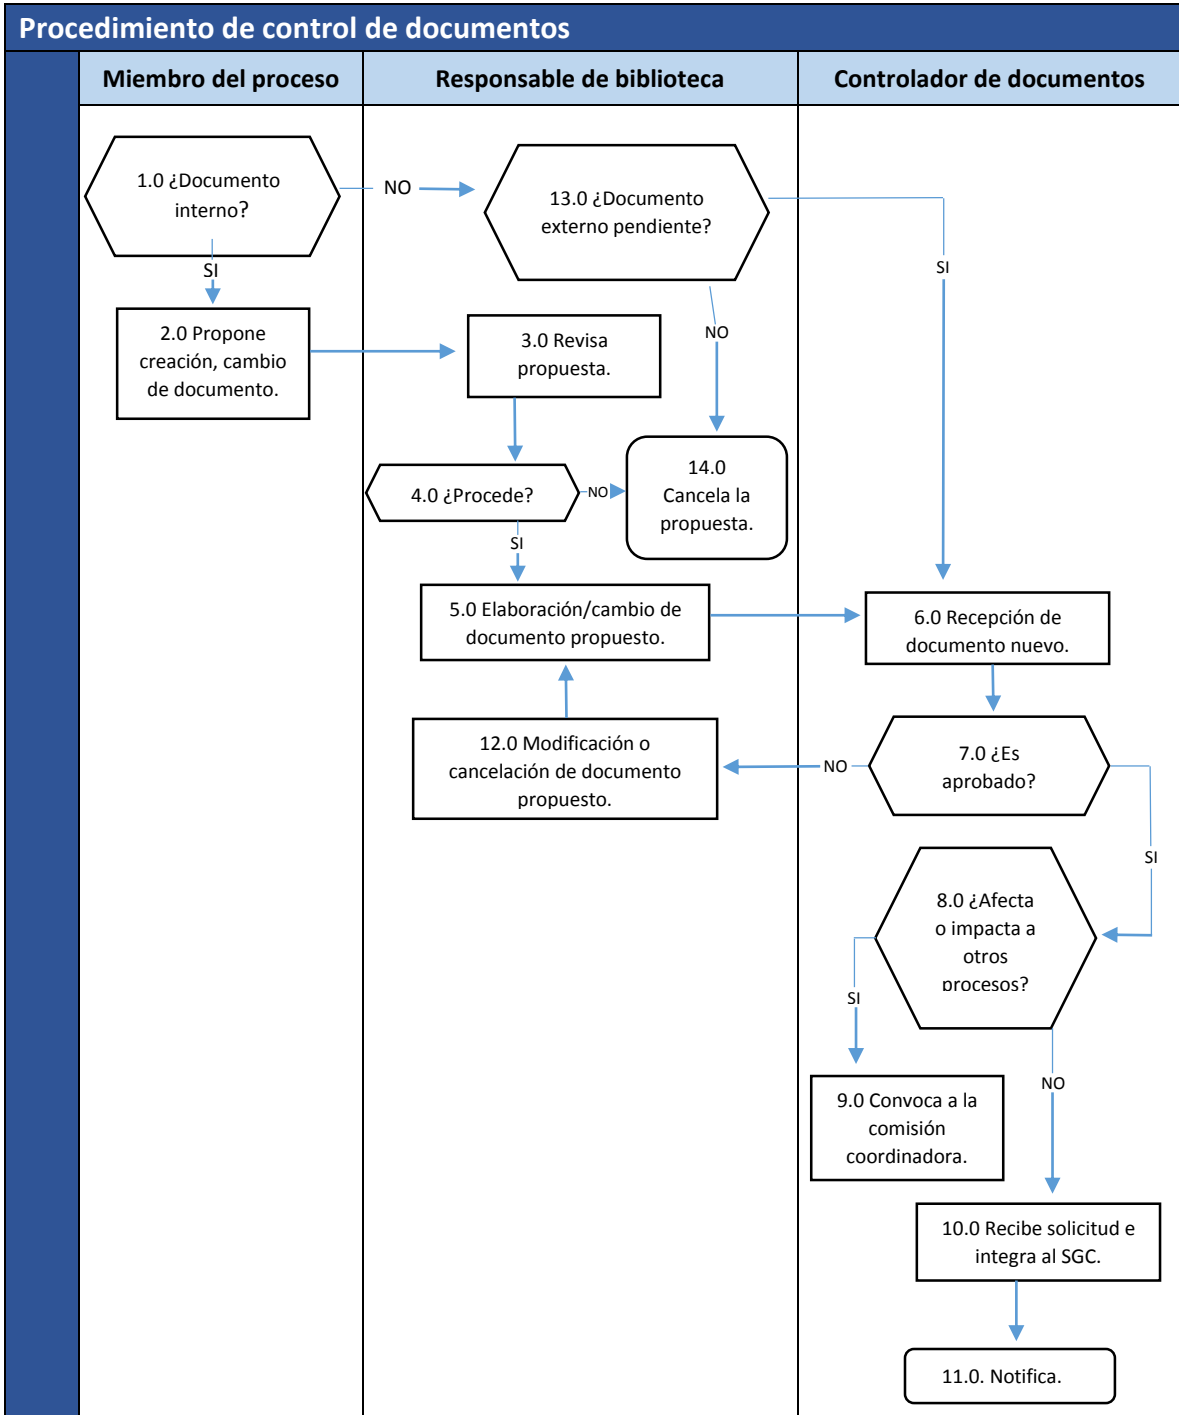 Procedimiento de control de documentos
Miembro del proceso
Responsable de biblioteca
Controlador de documentos
1.0 ¿Documento
interno?
NO
13.0 ¿Documento
externo pendiente?
SI
SI
2.0 Propone
creación, cambio
de documento.
3.0 Revisa
propuesta.
NO
4.0 ¿Procede?
NO
14.0
Cancela la
propuesta.
SI
5.0 Elaboración/cambio de
documento propuesto.
6.0 Recepción de
documento nuevo.
12.0 Modificación o
cancelación de documento
propuesto.
NO
7.0 ¿Es
aprobado?
SI
8.0 ¿Afecta
o impacta a
otros
procesos?
SI
NO
9.0 Convoca a la
comisión
coordinadora.
10.0 Recibe solicitud e
integra al SGC.
11.0. Notifica.